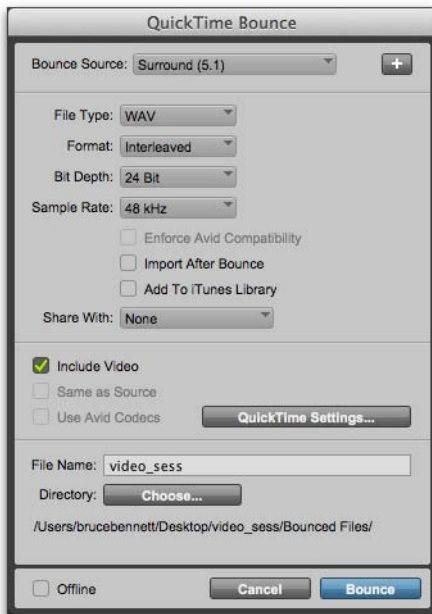 QuickTime Bounce
Bounce Source: Surround (5.1) +
File Type: WAV
Format: Interleaved
Bit Depth: 24 Bit
Sample Rate: 48 kHz
Enforce Avid Compatibility
Import After Bounce
Add To iTunes Library
Share With: None
Include Video
Same as Source
Use Avid Codecs QuickTime Settings...
File Name: video_sess
Directory: Choose...
/Users/brucebennett/Desktop/video_sess/Bounced Files/
Offline Cancel Bounce